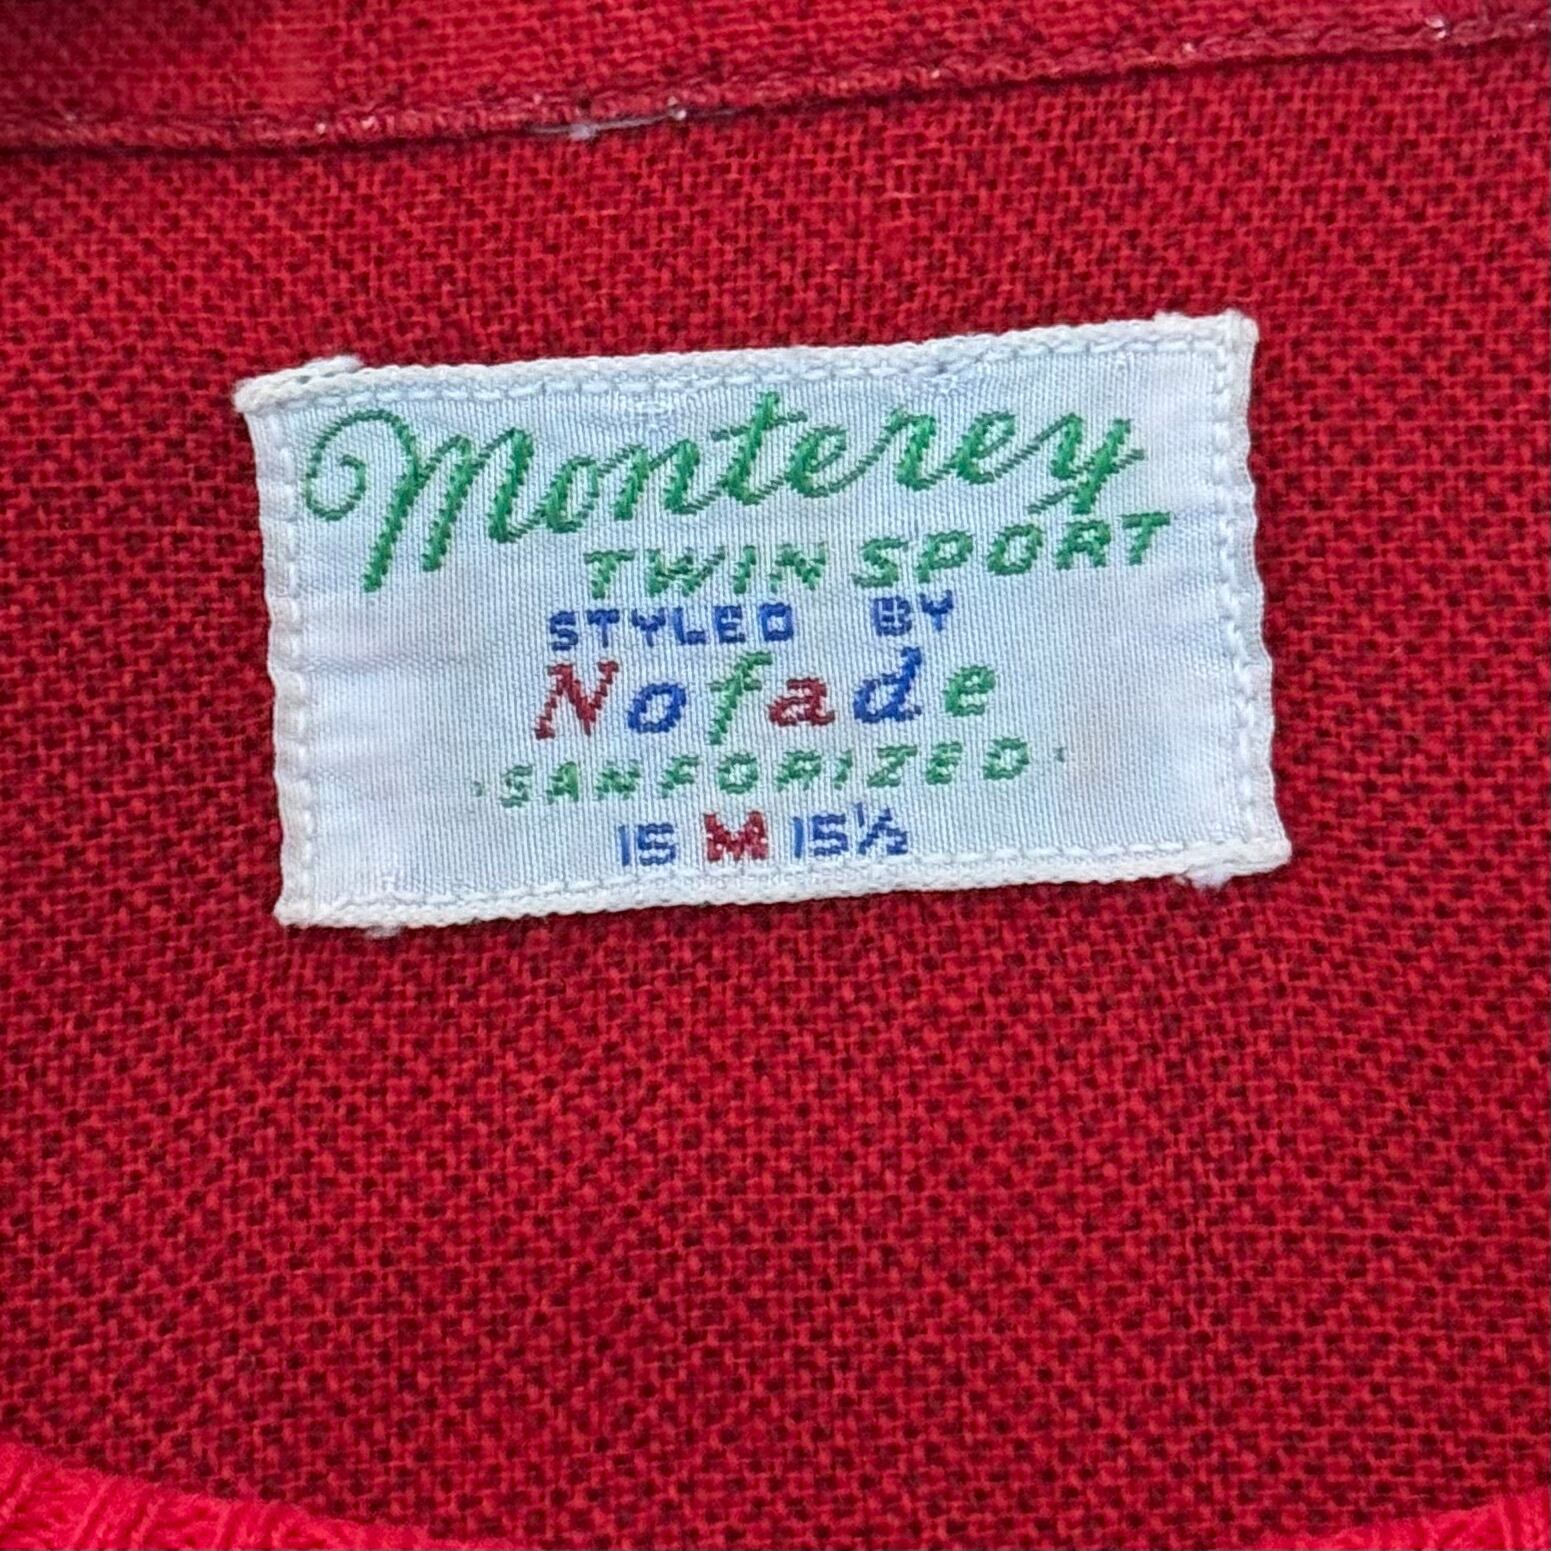 Monterey
TWIN SPORT
STYLED BY
Nofade
·SANFORIZED·
15 M 15½